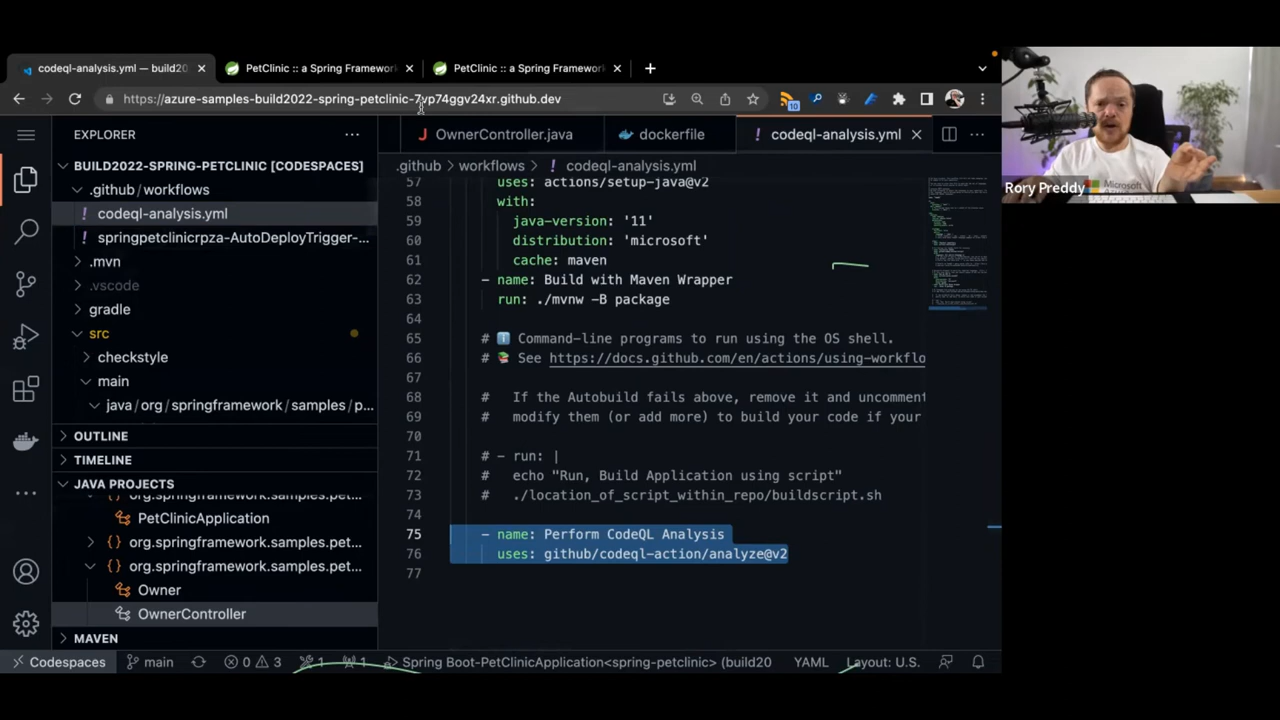 codeql-analysis.yml — build20
PetClinic :: a Spring Framework
PetClinic :: a Spring Framework
https://azure-samples-build2022-spring-petclinic-7vp74ggv24xr.github.dev
10
EXPLORER
OwnerController.java
dockerfile
codeql-analysis.yml
BUILD2022-SPRING-PETCLINIC [CODESPACES]
.github / workflows
codeql-analysis.yml
springpetclinicrpza-AutoDeployTrigger-...
.mvn
.vscode
gradle
src
checkstyle
main
java / org / springframework / samples / p...
OUTLINE
TIMELINE
JAVA PROJECTS
org.springframework.samples.pet...
PetClinicApplication
org.springframework.samples.pet...
org.springframework.samples.pet...
Owner
OwnerController
MAVEN
.github > workflows > codeql-analysis.yml
57 uses: actions/setup-java@v2
58 with:
59 java-version: '11'
60 distribution: 'microsoft'
61 cache: maven
62 - name: Build with Maven Wrapper
63 run: ./mvnw -B package
64
65 # ℹ️ Command-line programs to run using the OS shell.
66 # 📚 See https://docs.github.com/en/actions/using-workflo
67
68 # If the Autobuild fails above, remove it and uncomment
69 # modify them (or add more) to build your code if your
70
71 # - run: |
72 # echo "Run, Build Application using script"
73 # ./location_of_script_within_repo/buildscript.sh
74
75 - name: Perform CodeQL Analysis
76 uses: github/codeql-action/analyze@v2
77
Codespaces
main
0
3
1
1
Spring Boot-PetClinicApplication<spring-petclinic> (build20
YAML
Layout: U.S.
Rory Preddy
Microsoft